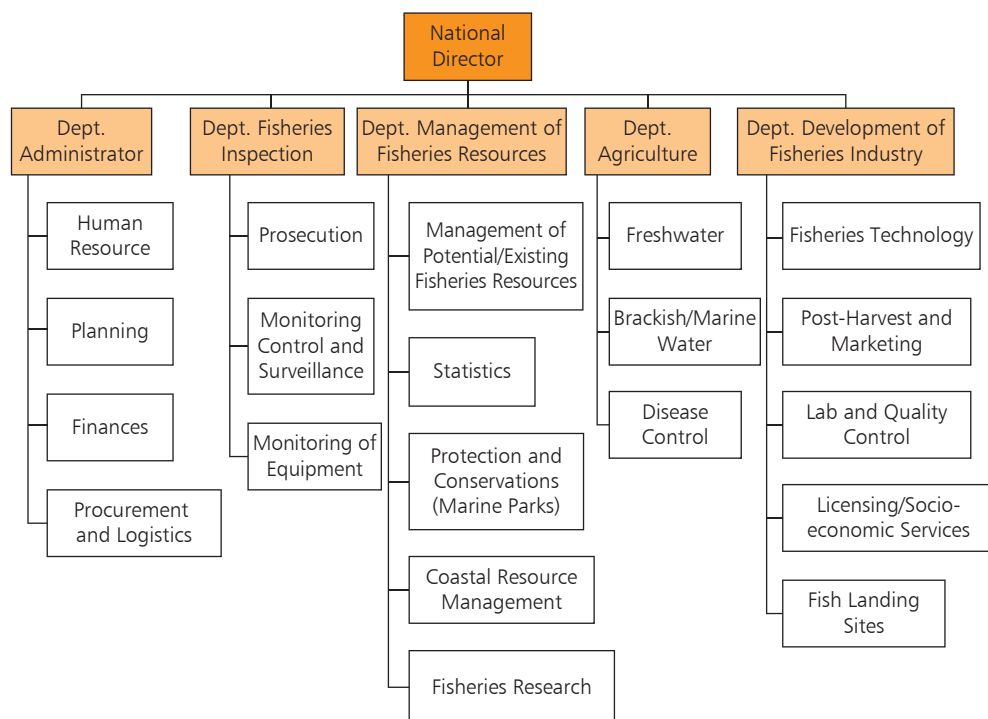 National
Director
Dept.
Administrator
Human
Resource
Planning
Finances
Procurement
and Logistics
Dept. Fisheries
Inspection
Prosecution
Monitoring
Control and
Surveillance
Monitoring of
Equipment
Dept. Management of
Fisheries Resources
Management of
Potential/Existing
Fisheries Resources
Statistics
Protection and
Conservations
(Marine Parks)
Coastal Resource
Management
Fisheries Research
Dept.
Agriculture
Freshwater
Brackish/Marine
Water
Disease
Control
Dept. Development of
Fisheries Industry
Fisheries Technology
Post-Harvest and
Marketing
Lab and Quality
Control
Licensing/Socio-
economic Services
Fish Landing
Sites